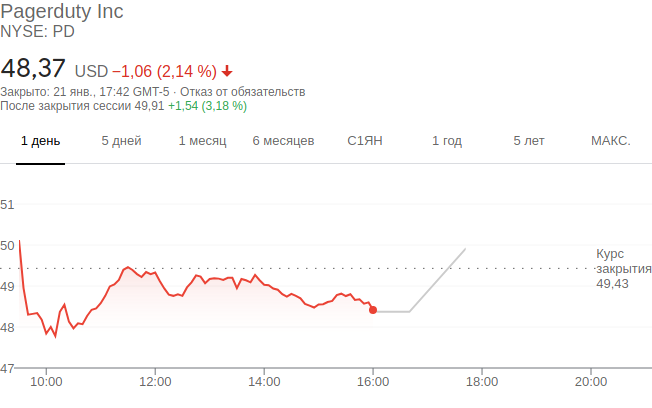 Pagerduty Inc
NYSE: PD
48,37 USD −1,06 (2,14 %)
Закрыто: 21 янв., 17:42 GMT-5 · Отказ от обязательств
После закрытия сессии 49,91 +1,54 (3,18 %)
1 день 5 дней 1 месяц 6 месяцев С1ЯН 1 год 5 лет МАКС.
51
50
Курс
закрытия
49,43
49
48
47
10:00 12:00 14:00 16:00 18:00 20:00